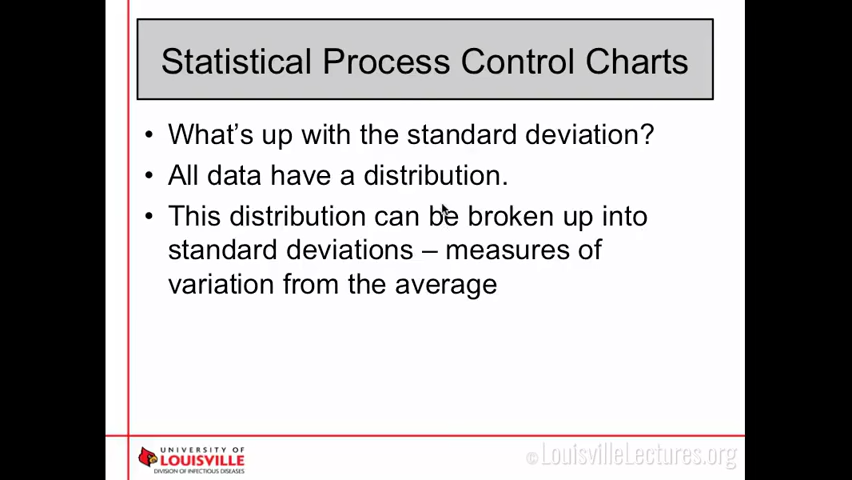 Statistical Process Control Charts
• What's up with the standard deviation?
• All data have a distribution.
• This distribution can be broken up into
standard deviations – measures of
variation from the average
UNIVERSITY OF
LOUISVILLE
DIVISION OF INFECTIOUS DISEASES
©LouisvilleLectures.org